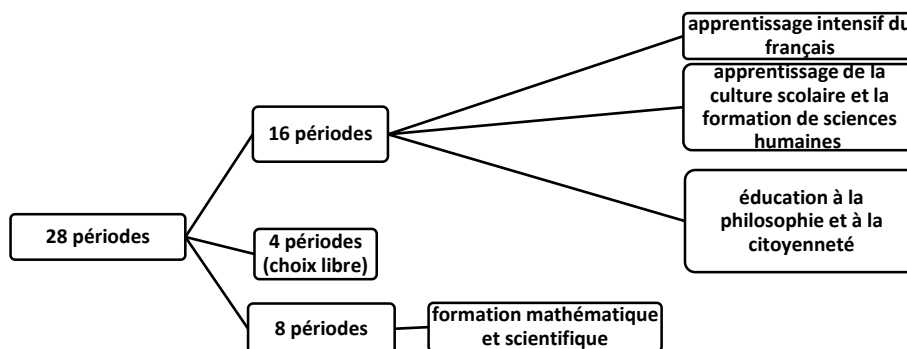 28 périodes
16 périodes
apprentissage intensif du
français
apprentissage de la
culture scolaire et la
formation de sciences
humaines
éducation à la
philosophie et à la
citoyenneté
4 périodes
(choix libre)
8 périodes
formation mathématique
et scientifique